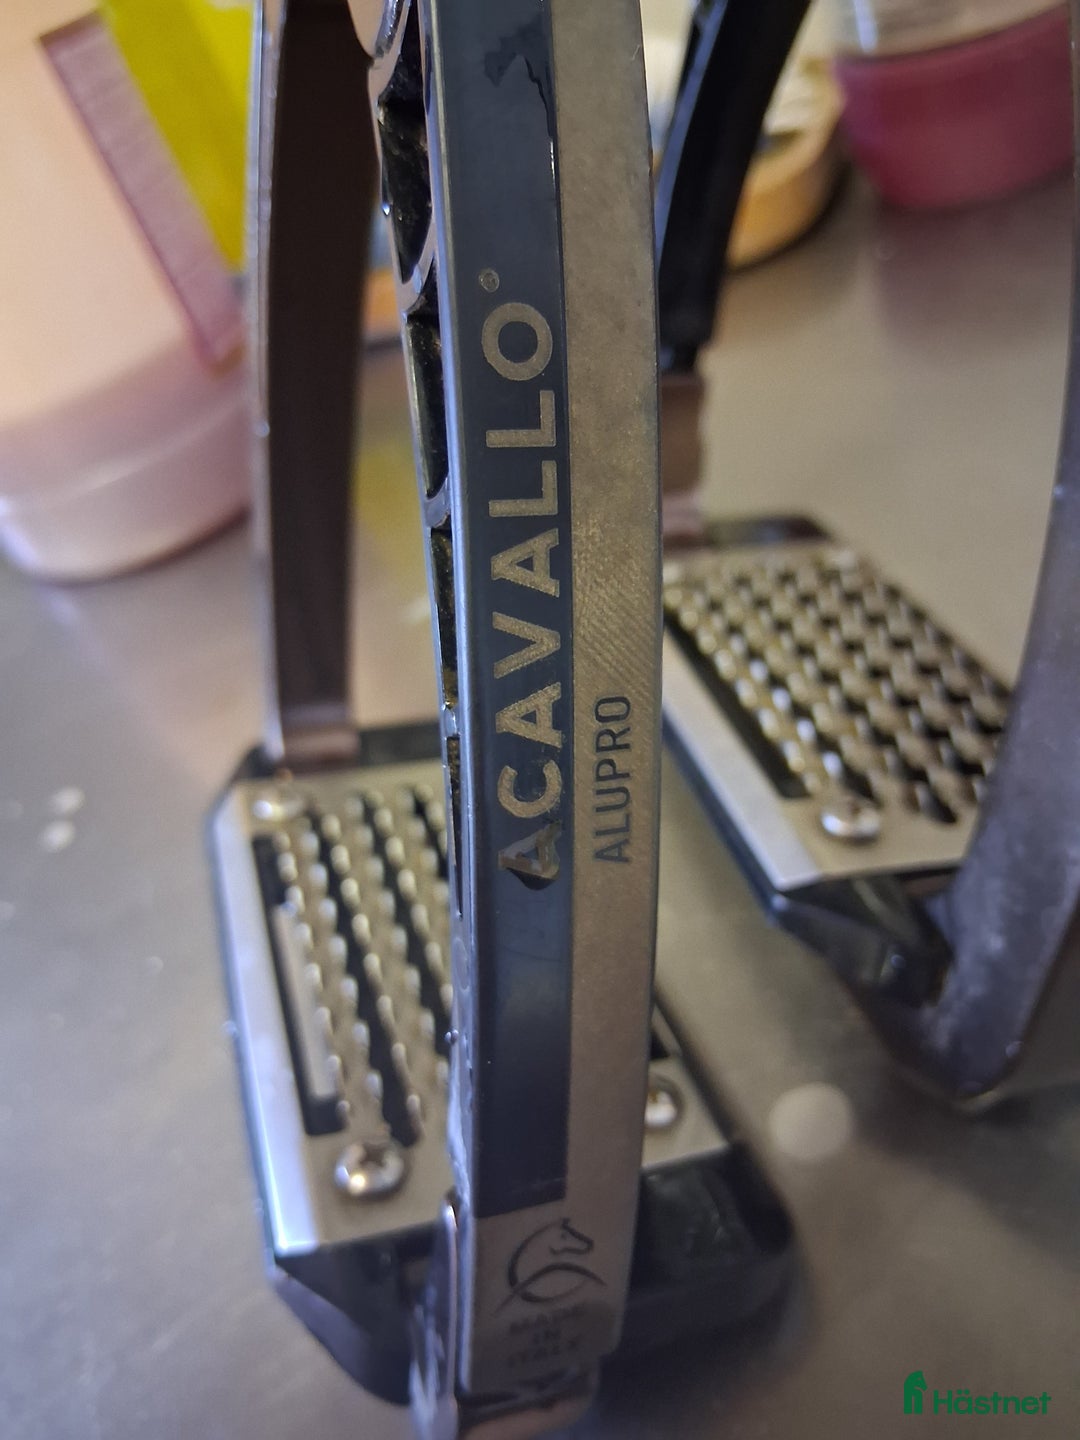 ACAVALLO®
ALUPRO
MADE
IN
ITALY
Hästnet